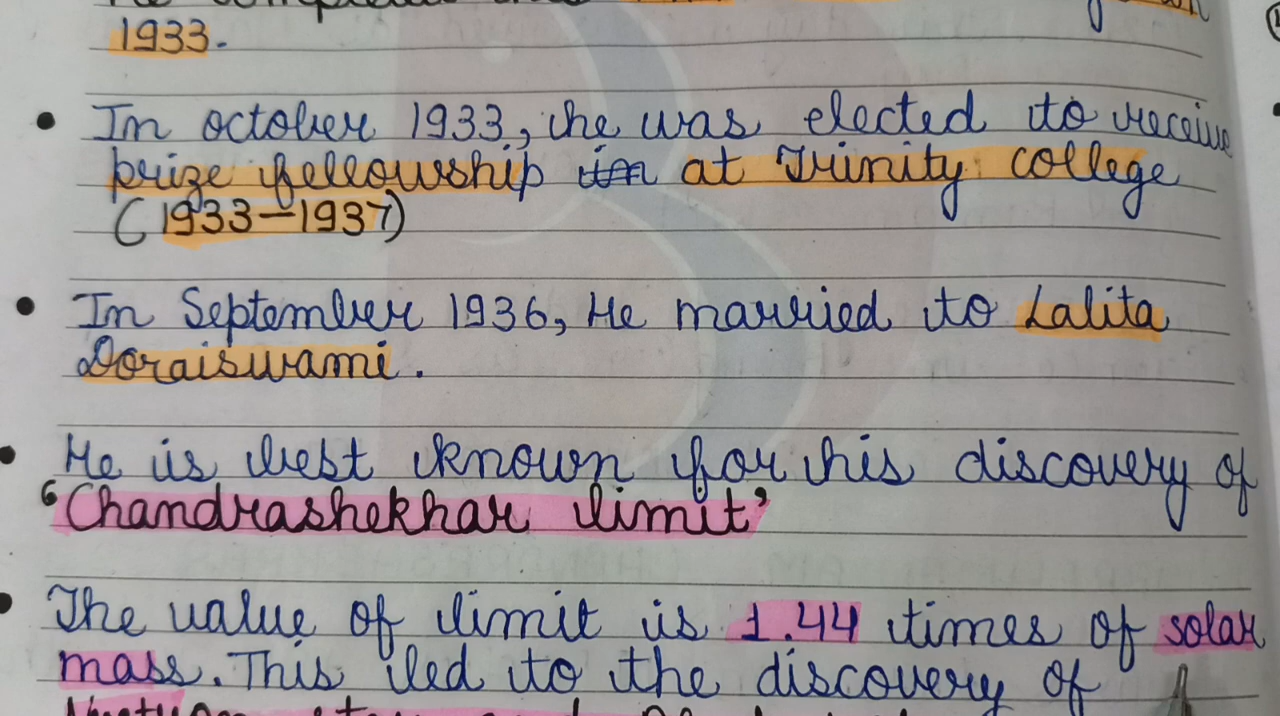 1933.
• In october 1933, he was elected to receive
prize fellowship at Trinity college
(1933-1937)
• In September 1936, He married to Lalita
Doraiswami.
• He is best known for his discovery of
'Chandrashekhar limit'
• The value of limit is 1.44 times of solar
mass. This led to the discovery of